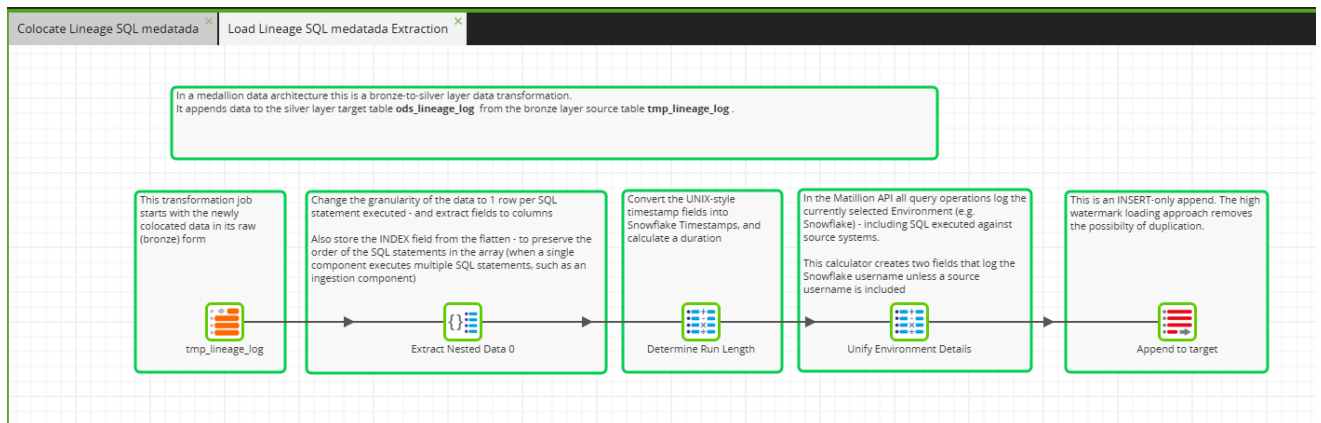 Colocate Lineage SQL medatada
Load Lineage SQL medatada Extraction
In a medallion data architecture this is a bronze-to-silver layer data transformation.
It appends data to the silver layer target table ods_lineage_log from the bronze layer source table tmp_lineage_log .
This transformation job
starts with the newly
colocated data in its raw
(bronze) form
tmp_lineage_log
Change the granularity of the data to 1 row per SQL
statement executed - and extract fields to columns
Also store the INDEX field from the flatten - to preserve the
order of the SQL statements in the array (when a single
component executes multiple SQL statements, such as an
ingestion component)
Extract Nested Data 0
Convert the UNIX-style
timestamp fields into
Snowflake Timestamps, and
calculate a duration
Determine Run Length
In the Matillion API all query operations log the
currently selected Environment (e.g.
Snowflake) - including SQL executed against
source systems.
This calculator creates two fields that log the
Snowflake username unless a source
username is included
Unify Environment Details
This is an INSERT-only append. The high
watermark loading approach removes
the possibilty of duplication.
Append to target